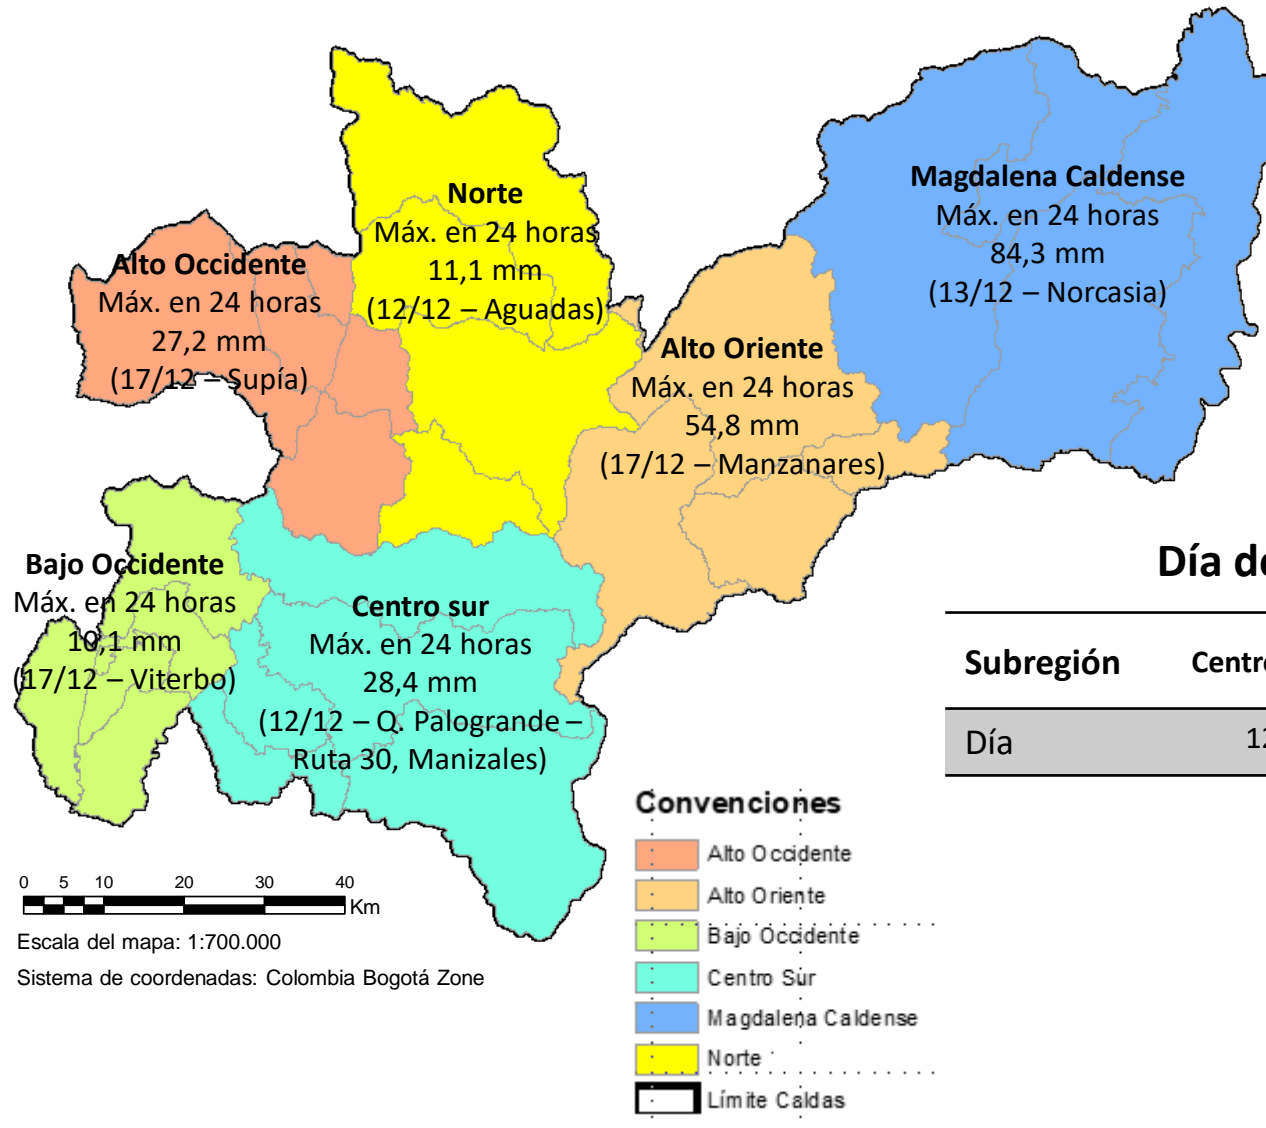 Magdalena Caldense
Máx. en 24 horas
84,3 mm
(13/12 – Norcasia)
Norte
Máx. en 24 horas
11,1 mm
(12/12 – Aguadas)
Alto Occidente
Máx. en 24 horas
27,2 mm
(17/12 – Supía)
Alto Oriente
Máx. en 24 horas
54,8 mm
(17/12 – Manzanares)
Bajo Occidente
Máx. en 24 horas
10,1 mm
(17/12 – Viterbo)
Centro sur
Máx. en 24 horas
28,4 mm
(12/12 – Q. Palogrande –
Ruta 30, Manizales)
Día
Subregión
Día
Convenciones
Alto Occidente
Alto Oriente
Bajo Occidente
Centro Sur
Magdalena Caldense
Norte
Límite Caldas
0 5 10 20 30 40
Km
Escala del mapa: 1:700.000
Sistema de coordenadas: Colombia Bogotá Zone